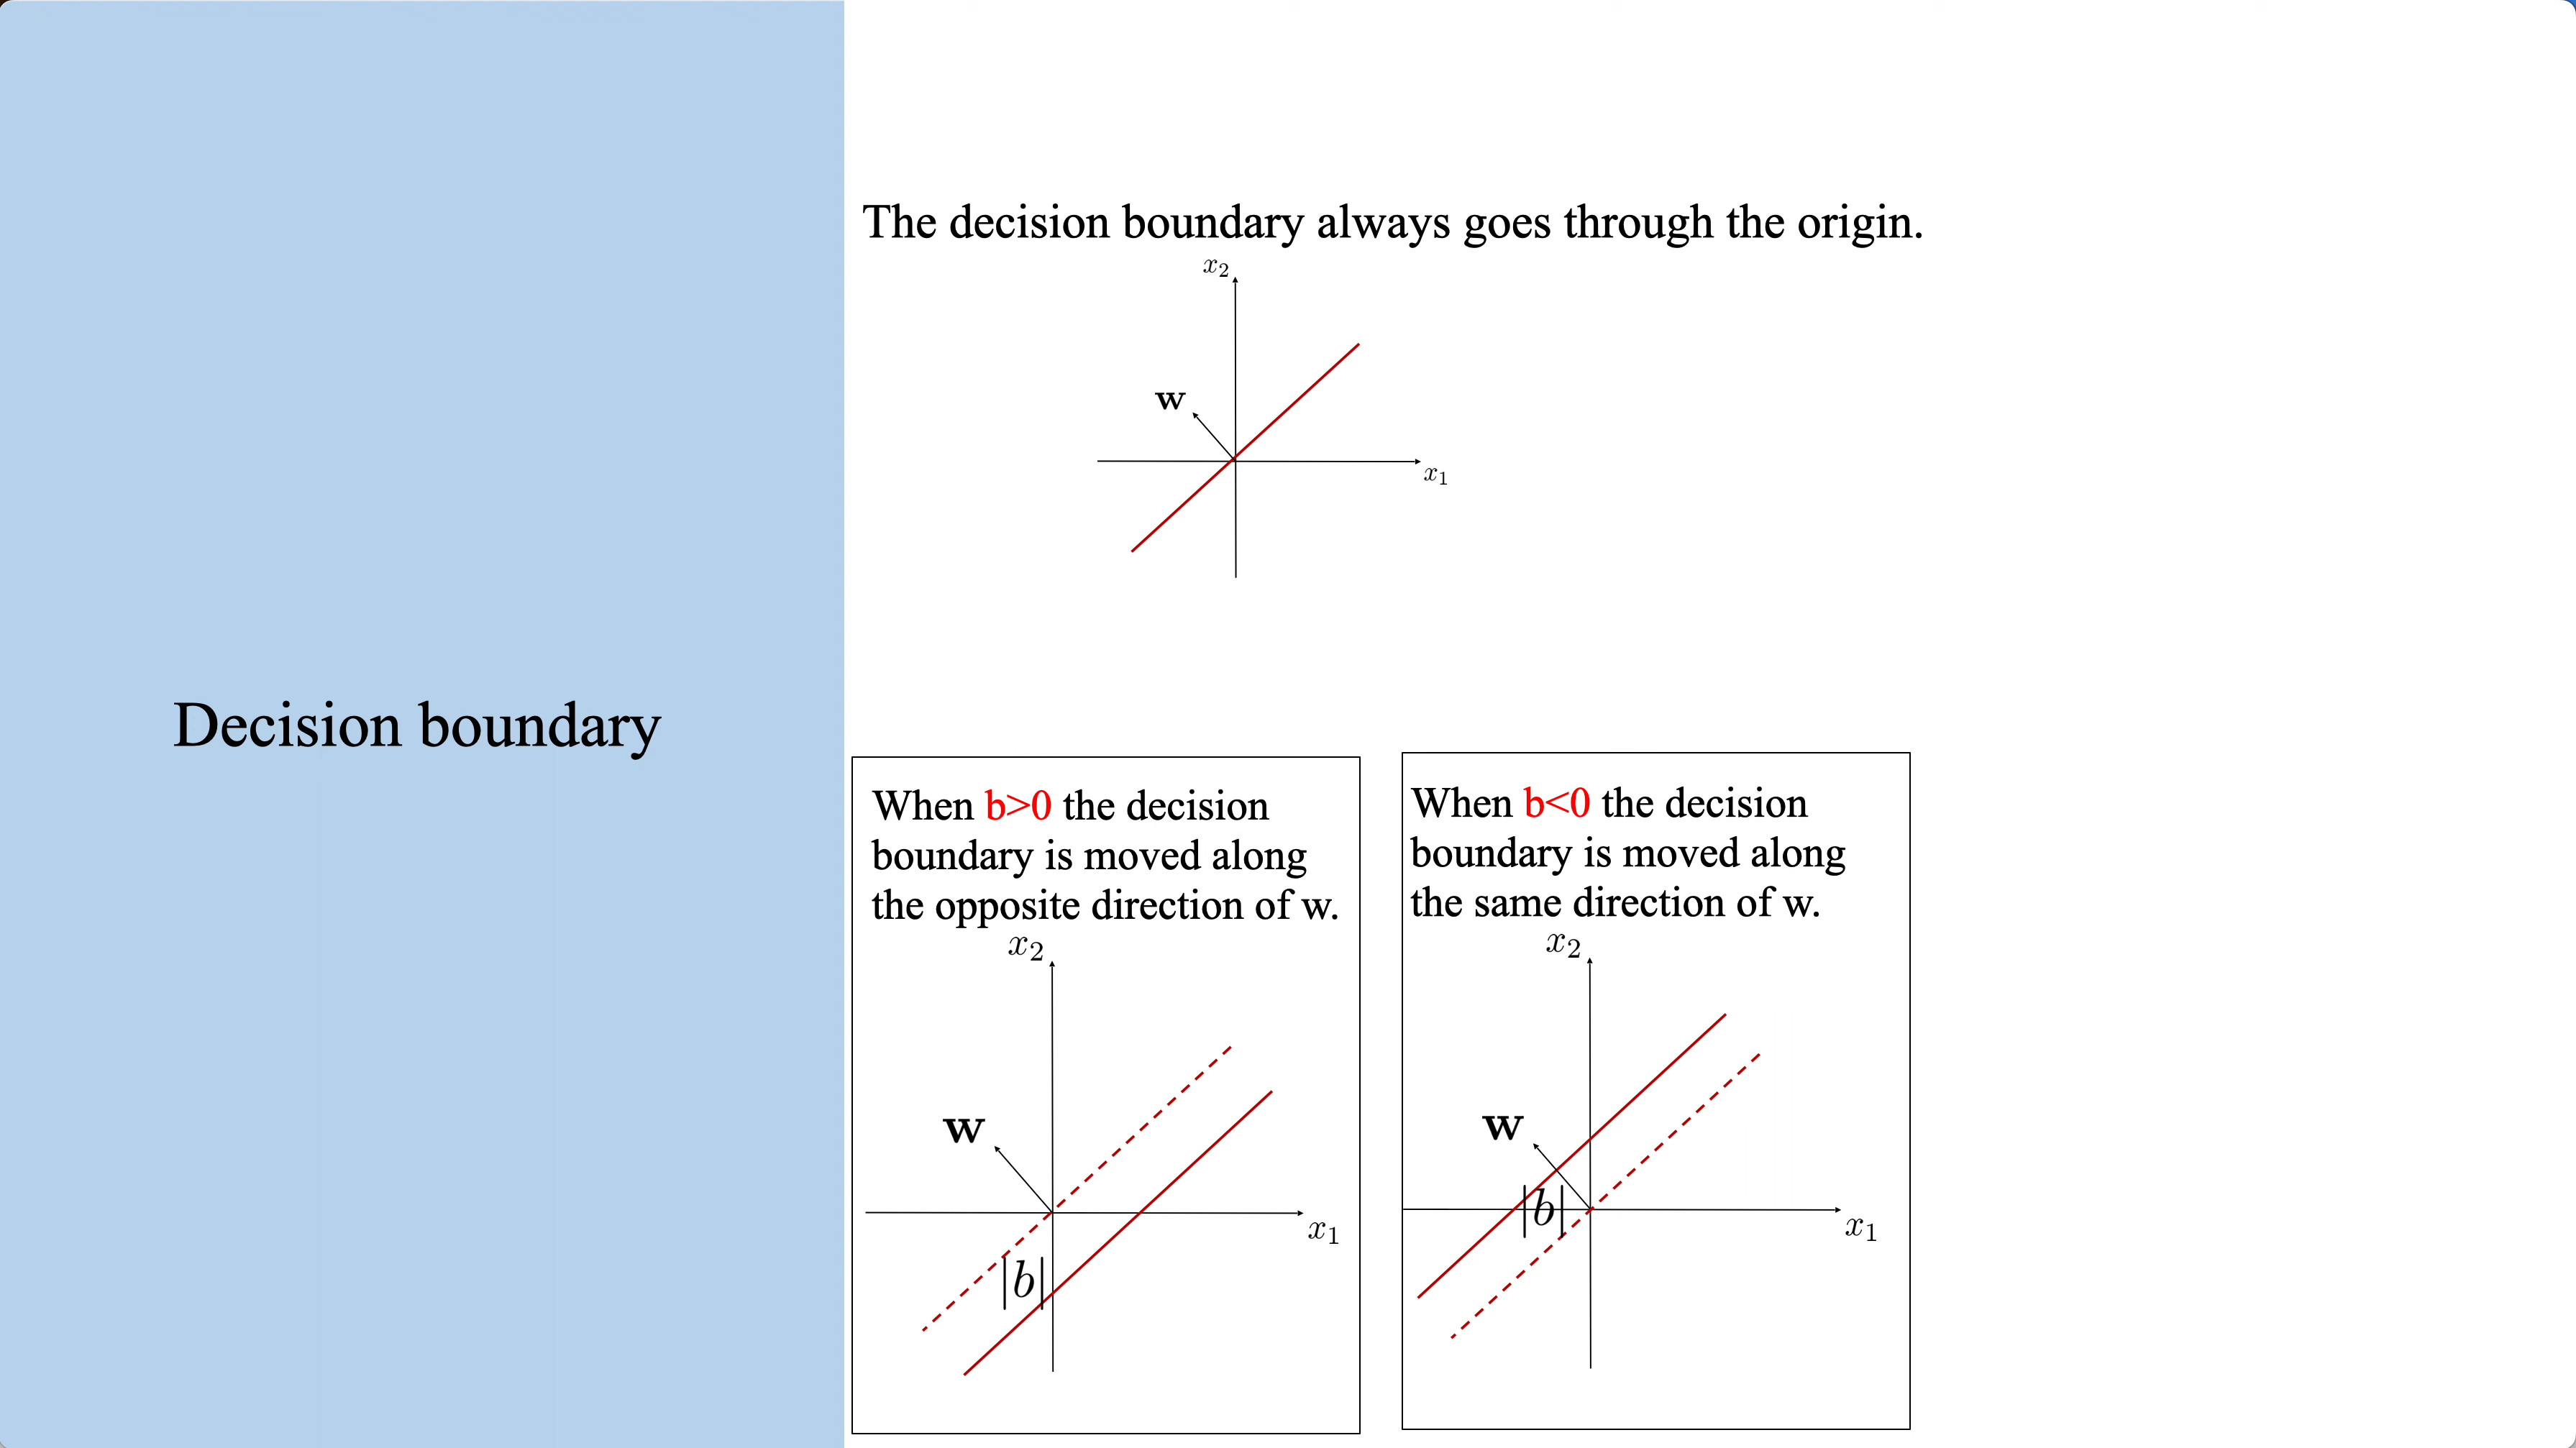 Decision boundary
The decision boundary always goes through the origin.
x₂
w
x₁
When b>0 the decision
boundary is moved along
the opposite direction of w.
x₂
w
x₁
|b|
When b<0 the decision
boundary is moved along
the same direction of w.
x₂
w
|b|
x₁